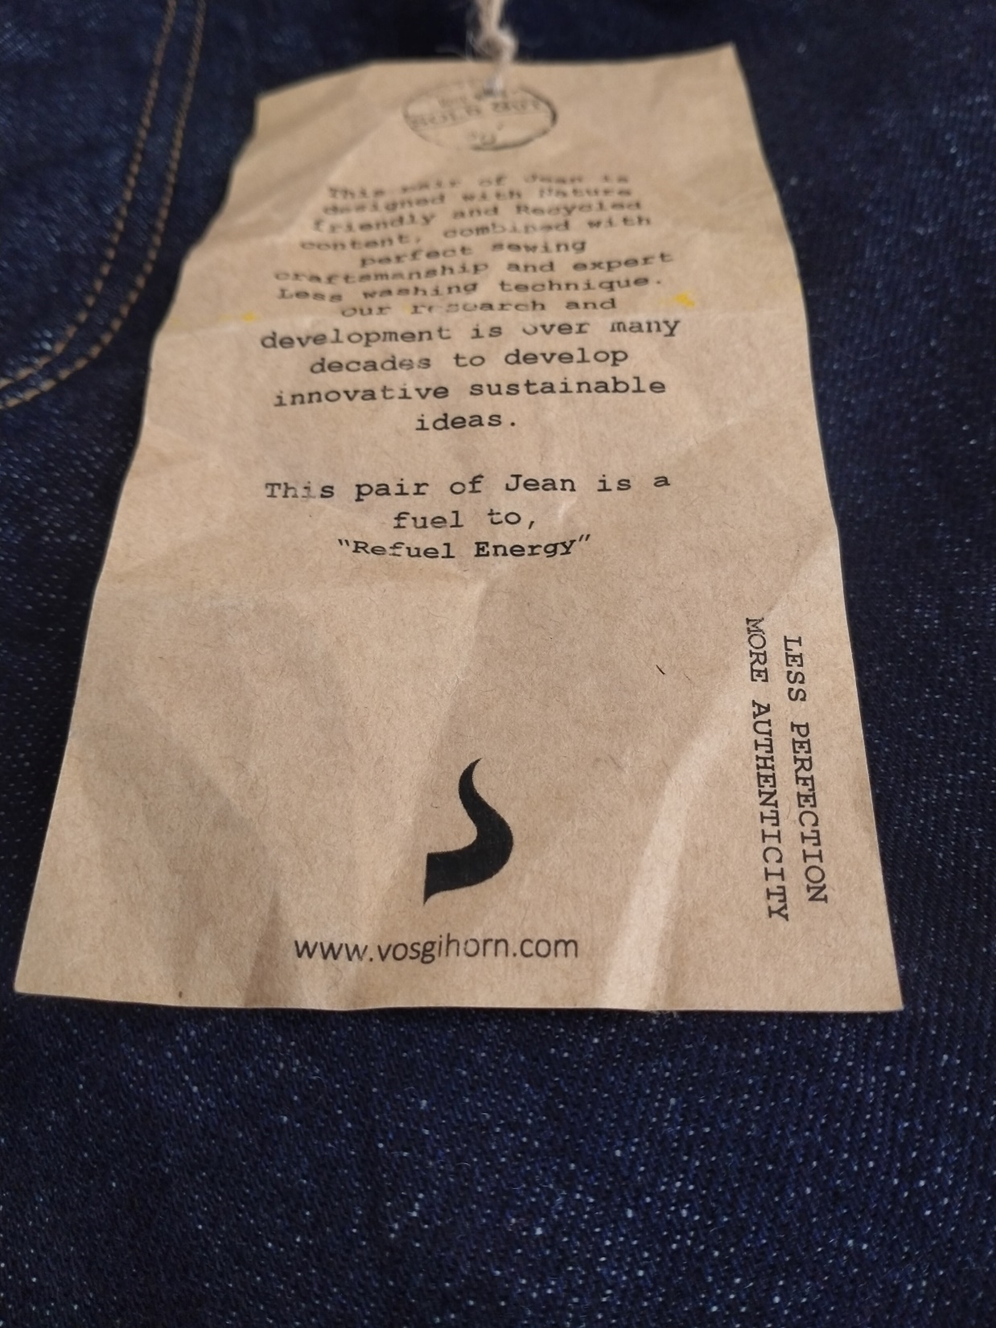 SOLD OUT
This pair of Jean is
designed with Nature
friendly and Recycled
content, combined with
perfect sewing
craftsmanship and expert
Less washing technique.
our research and
development is over many
decades to develop
innovative sustainable
ideas.
This pair of Jean is a
fuel to,
"Refuel Energy"
LESS PERFECTION
MORE AUTHENTICITY
www.vosgihorn.com